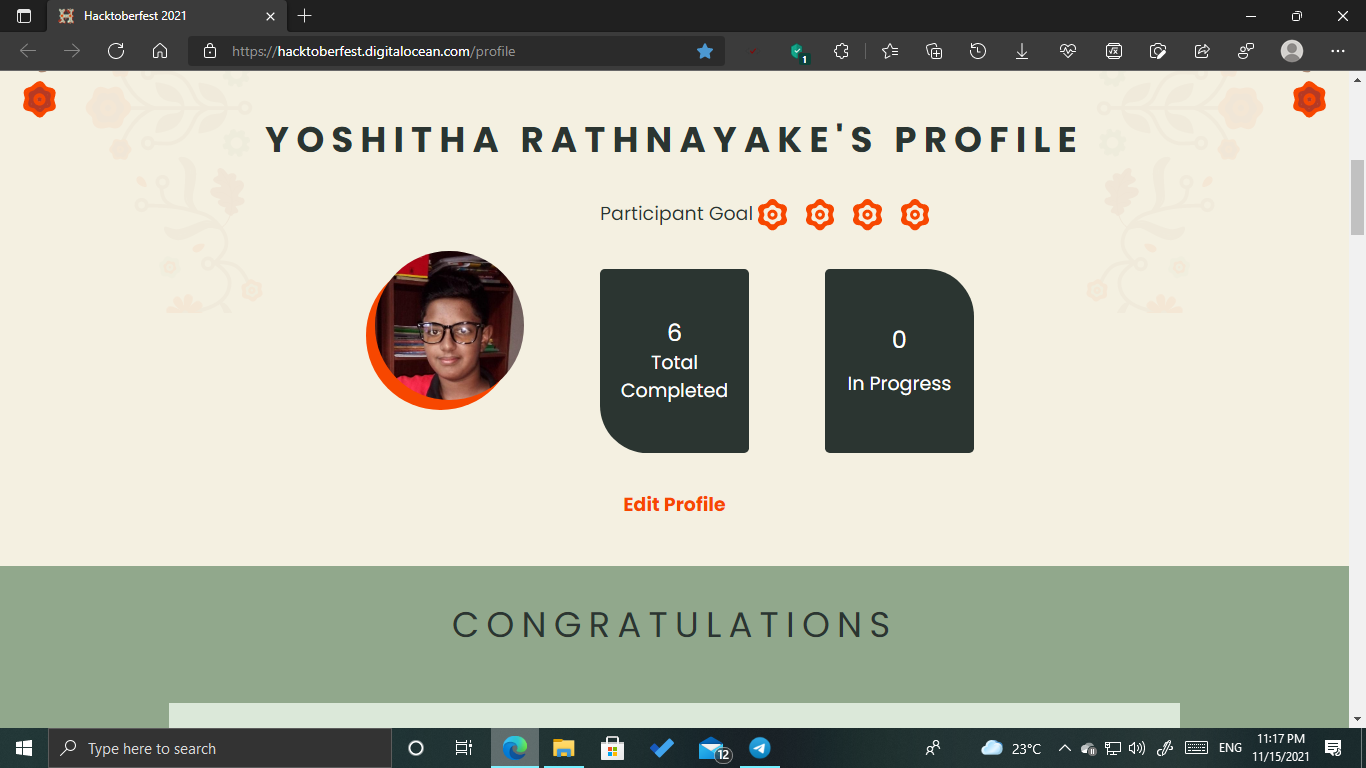 Hacktoberfest 2021
https://hacktoberfest.digitalocean.com/profile
1
YOSHITHA RATHNAYAKE'S PROFILE
Participant Goal
6
Total
Completed
0
In Progress
Edit Profile
CONGRATULATIONS
Type here to search
12
23°C
ENG
11:17 PM
11/15/2021